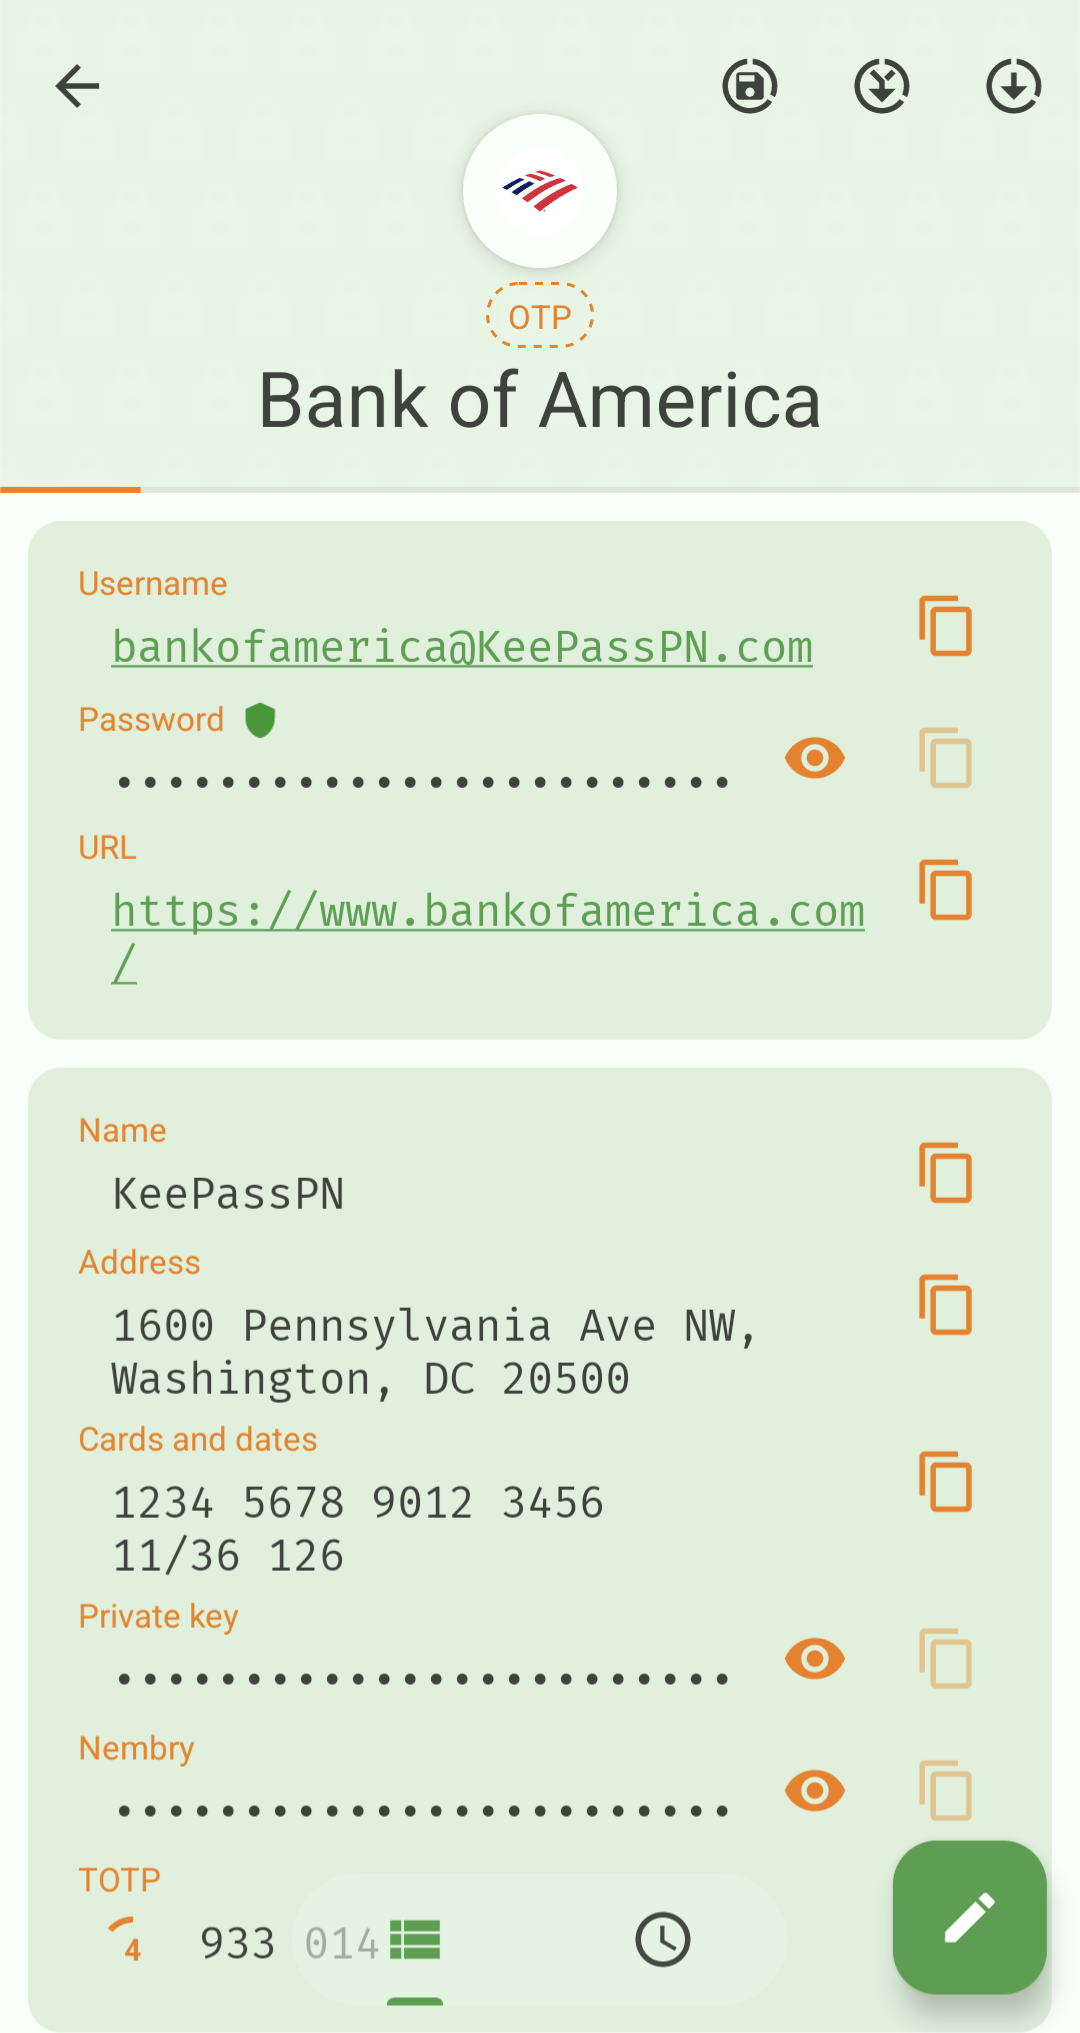 OTP
Bank of America
Username
bankofamerica@KeePassPN.com
Password
•••••••••••••••••••••••• 
URL
https://www.bankofamerica.com
/
Name
KeePassPN
Address
1600 Pennsylvania Ave NW,
Washington, DC 20500
Cards and dates
1234 5678 9012 3456
11/36 126
Private key
••••••••••••••••••••••••
Nembry
••••••••••••••••••••••••
TOTP
4 933 014